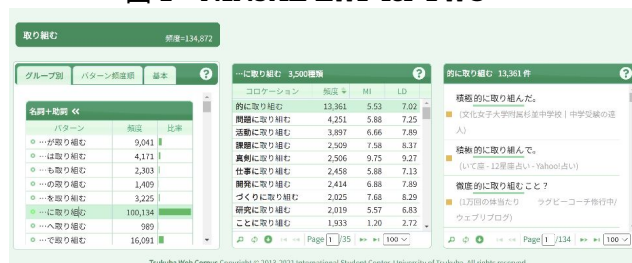 取り組む 頻度=134,872
グループ別 パターン頻度順 基本
名詞+助詞
パターン 頻度 比率
…が取り組む 9,041
…は取り組む 4,171
…も取り組む 2,303
…の取り組む 1,409
…を取り組む 3,225
…に取り組む 100,134
…へ取り組む 989
…で取り組む 16,091
…に取り組む 3,500種類
コロケーション 頻度 MI LD
的に取り組む 13,361 5.53 7.02
問題に取り組む 4,251 5.88 7.25
活動に取り組む 3,897 6.66 7.89
課題に取り組む 2,509 7.58 8.37
真剣に取り組む 2,506 9.75 9.27
仕事に取り組む 2,458 5.88 7.13
開発に取り組む 2,414 6.88 7.89
づくりに取り組む 2,025 7.68 8.29
研究に取り組む 2,019 5.57 6.83
ことに取り組む 1,933 1.20 2.72
Page 1 /35 100
的に取り組む 13,361 件
積極的に取り組んだ。
(文化女子大学附属杉並中学校 | 中学受験の達
人)
積極的に取り組んで。
(いて座 - 12星座占い - Yahoo!占い)
徹底的に取り組むこと？
(1万回の体当たり ラグビーコーチ修行中/
ウェブリブログ)
Page 1 /134 100
Tsukuba Web Corpus Copyright © 2013-2021 International Student Center, University of Tsukuba. All rights reserved.